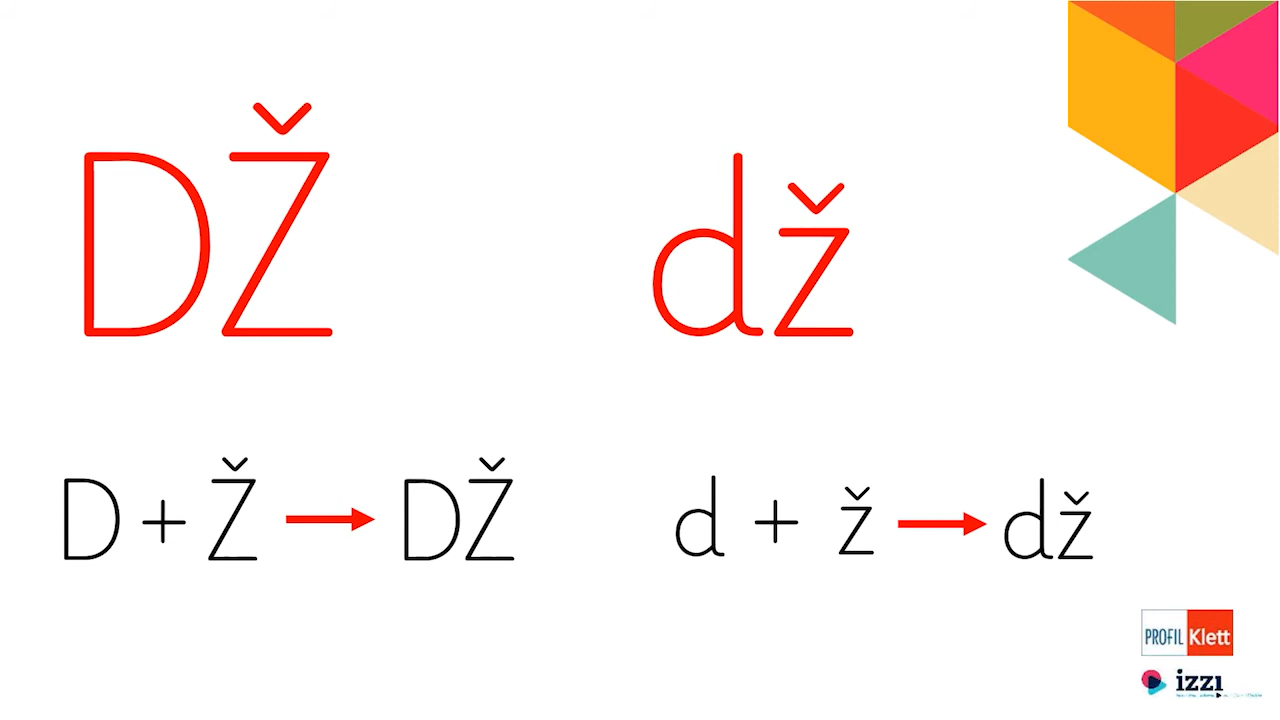 DŽ dž
D + Ž → DŽ d + ž → dž
PROFIL Klett
izzi